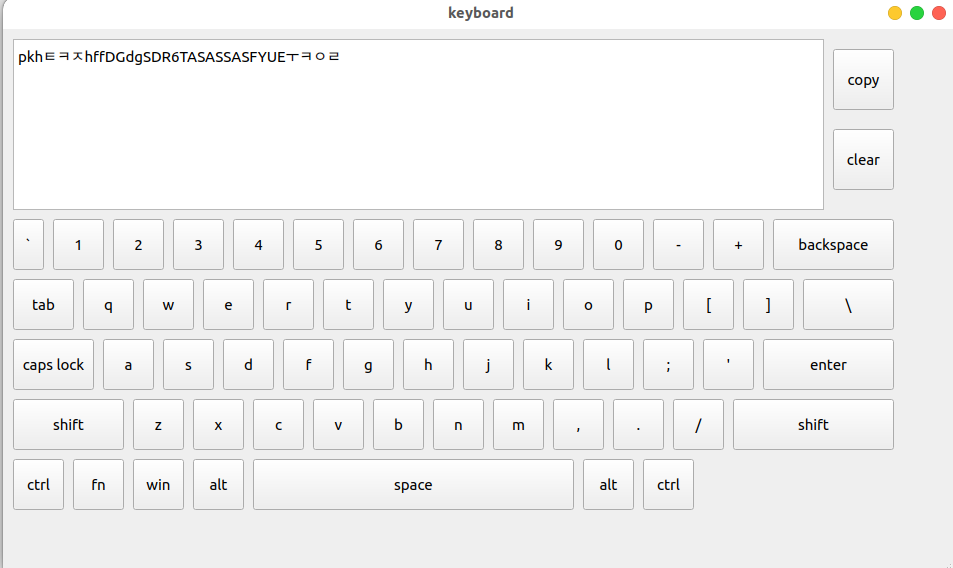 keyboard
pkhㅌㅋㅈhffDGdgSDR6TASASSASFYUEㅜㅋㅇㄹ
copy
clear
` 1 2 3 4 5 6 7 8 9 0 - + backspace
tab q w e r t y u i o p [ ] \
caps lock a s d f g h j k l ; ' enter
shift z x c v b n m , . / shift
ctrl fn win alt space alt ctrl